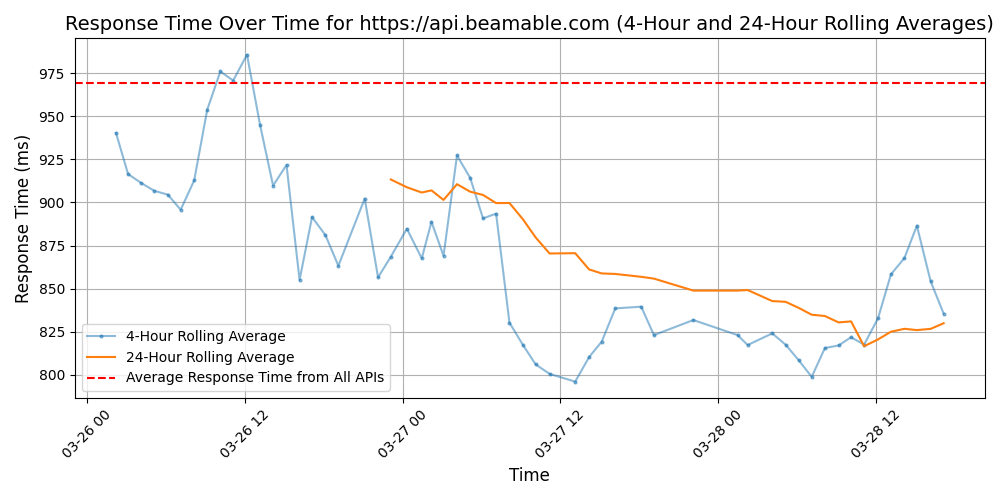 Response Time Over Time for https://api.beamable.com (4-Hour and 24-Hour Rolling Averages)
Response Time (ms)
975
950
925
900
875
850
825
800
4-Hour Rolling Average
24-Hour Rolling Average
Average Response Time from All APIs
03-26 00
03-26 12
03-27 00
03-27 12
03-28 00
03-28 12
Time